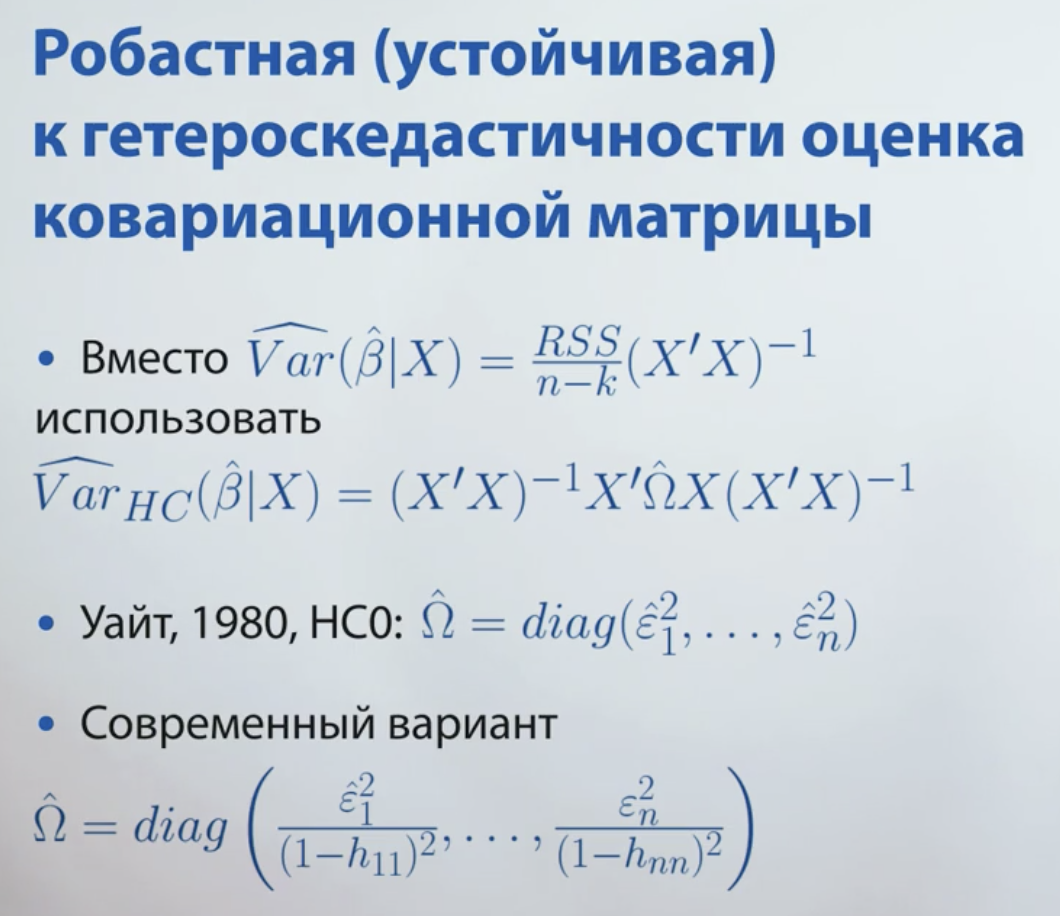 Робастная (устойчивая)
к гетероскедастичности оценка
ковариационной матрицы
• Вместо $\widehat{Var}(\hat{\beta}|X) = \frac{RSS}{n-k}(X'X)^{-1}$
использовать
$\widehat{Var}_{HC}(\hat{\beta}|X) = (X'X)^{-1}X'\hat{\Omega}X(X'X)^{-1}$
• Уайт, 1980, HC0: $\hat{\Omega} = diag(\hat{\varepsilon}_1^2, \ldots, \hat{\varepsilon}_n^2)$
• Современный вариант
$\hat{\Omega} = diag\left(\frac{\hat{\varepsilon}_1^2}{(1-h_{11})^2}, \ldots, \frac{\varepsilon_n^2}{(1-h_{nn})^2}\right)$